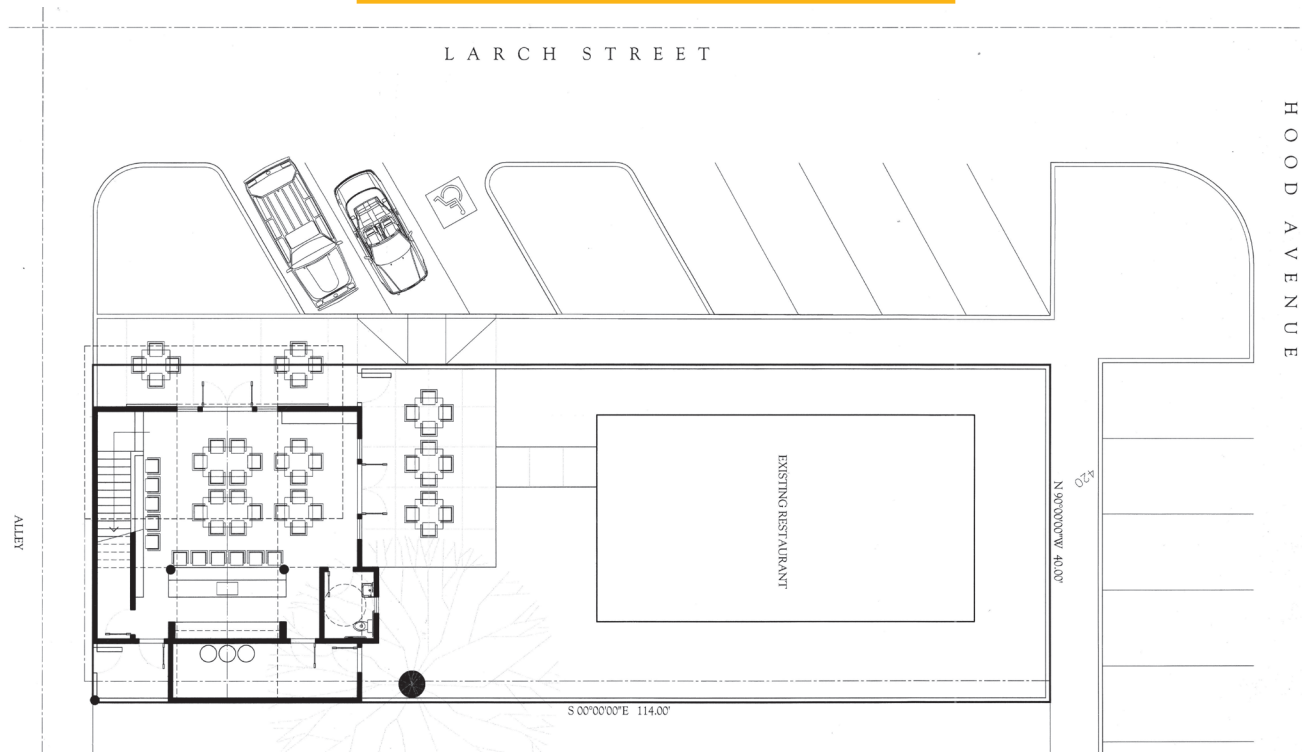 LARCH STREET
HOOD AVENUE
ALLEY
EXISTING RESTAURANT
N 90°00'00"W 40.00'
420
S 00°00'00"E 114.00'